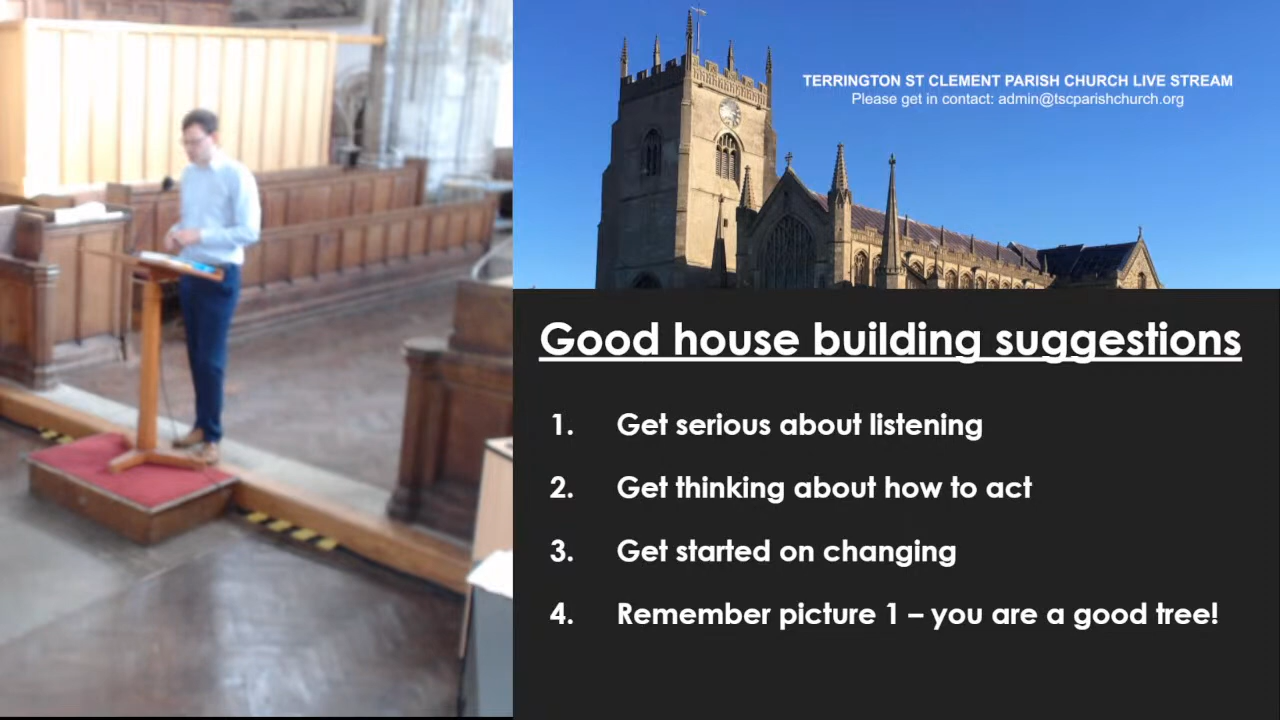 TERRINGTON ST CLEMENT PARISH CHURCH LIVE STREAM
Please get in contact: admin@tscparishchurch.org
Good house building suggestions
1. Get serious about listening
2. Get thinking about how to act
3. Get started on changing
4. Remember picture 1 – you are a good tree!